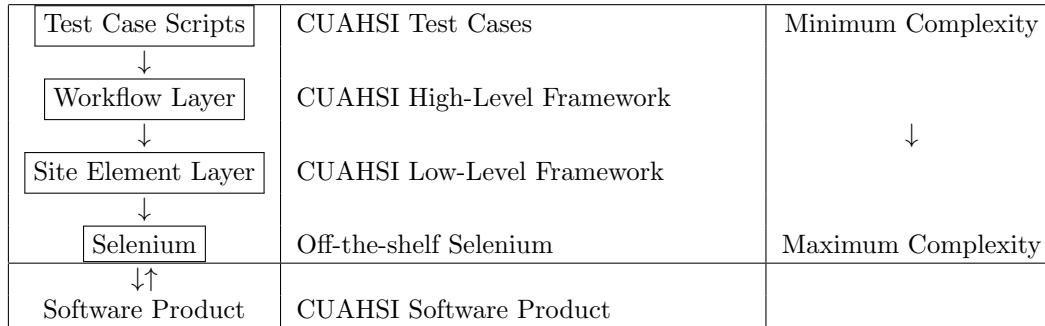 Test Case Scripts CUAHSI Test Cases Minimum Complexity
↓
Workflow Layer CUAHSI High-Level Framework
↓ ↓
Site Element Layer CUAHSI Low-Level Framework
↓
Selenium Off-the-shelf Selenium Maximum Complexity
↓↑
Software Product CUAHSI Software Product